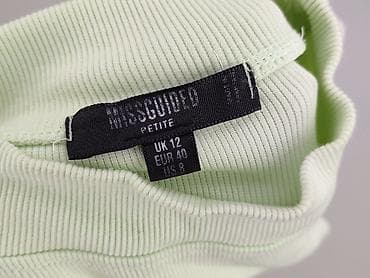 MISSGUIDED
PETITE
UK 12
EUR 40
US 8